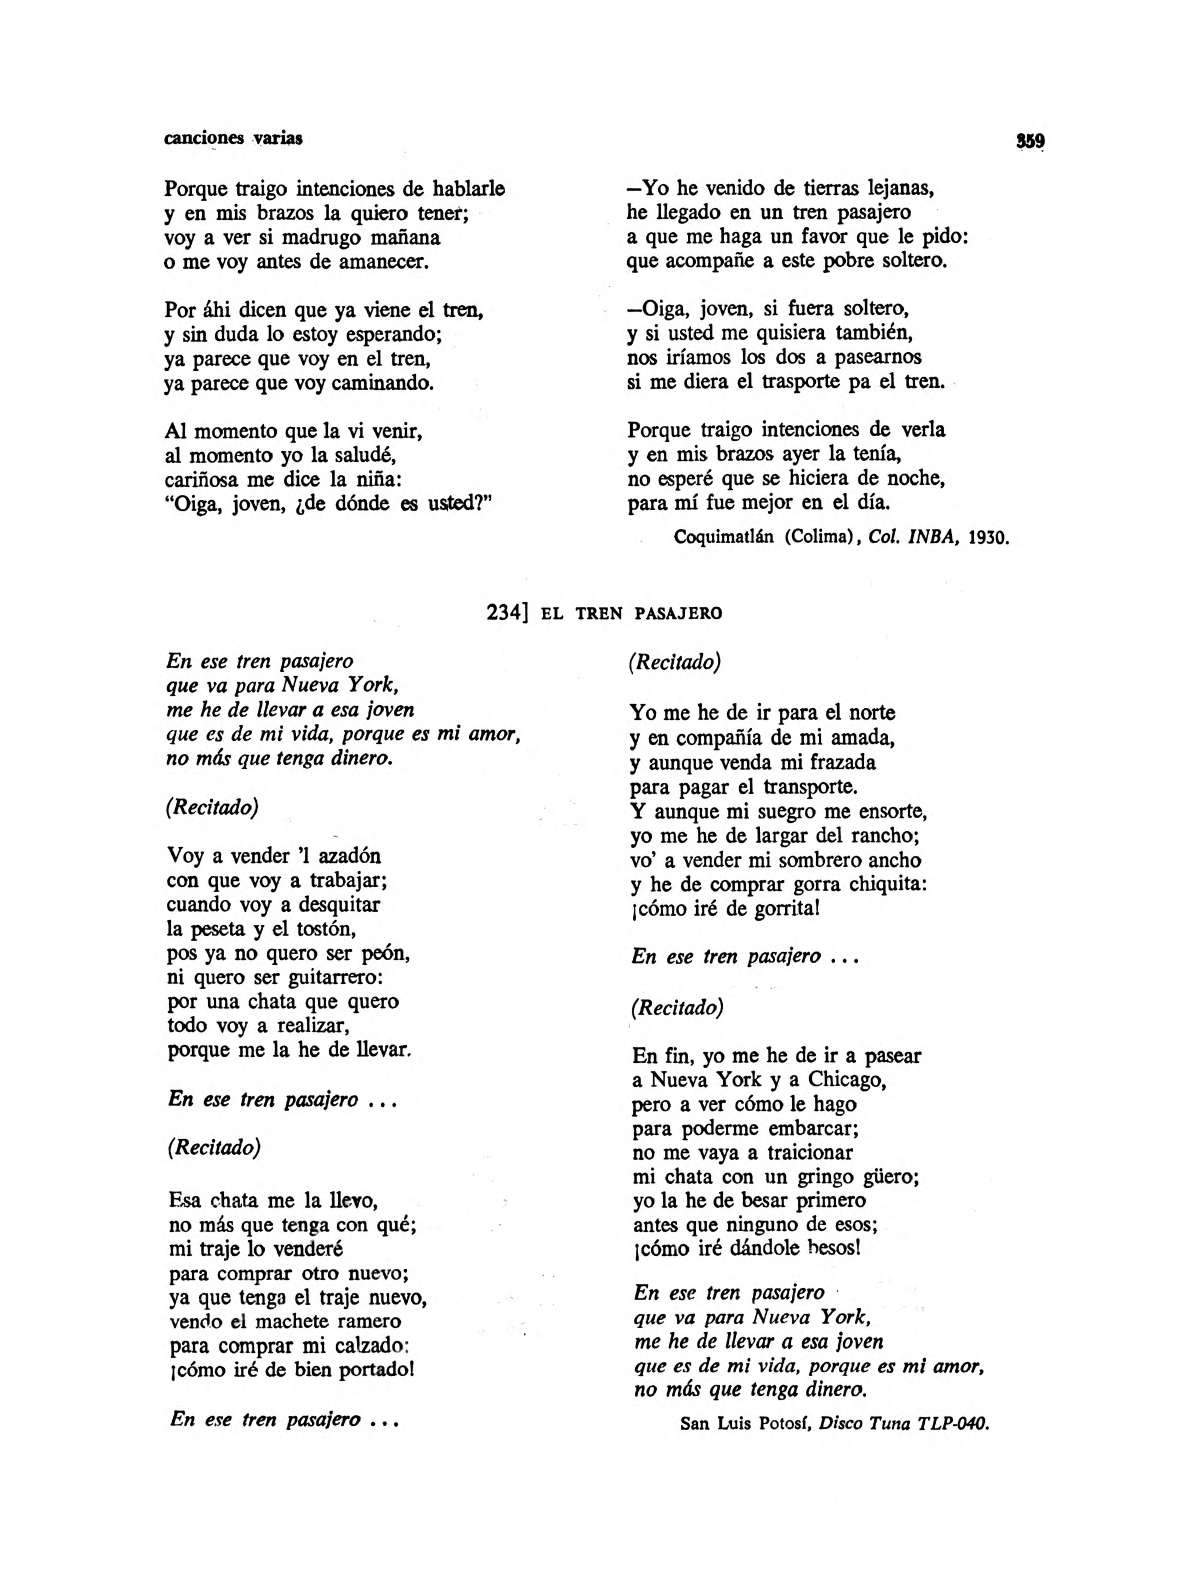 canciones varias
359
Porque traigo intenciones de hablarle
y en mis brazos la quiero tener;
voy a ver si madrugo mañana
o me voy antes de amanecer.
Por áhi dicen que ya viene el tren,
y sin duda lo estoy esperando;
ya parece que voy en el tren,
ya parece que voy caminando.
Al momento que la vi venir,
al momento yo la saludé,
cariñosa me dice la niña:
“Oiga, joven, ¿de dónde es usted?”
—Yo he venido de tierras lejanas,
he llegado en un tren pasajero
a que me haga un favor que le pido:
que acompañe a este pobre soltero.
—Oiga, joven, si fuera soltero,
y si usted me quisiera también,
nos iríamos los dos a pasearnos
si me diera el trasporte pa el tren.
Porque traigo intenciones de verla
y en mis brazos ayer la tenía,
no esperé que se hiciera de noche,
para mí fue mejor en el día.
Coquimatlán (Colima), Col. INBA, 1930.
234] EL TREN PASAJERO
En ese tren pasajero
que va para Nueva York,
me he de llevar a esa joven
que es de mi vida, porque es mi amor,
no más que tenga dinero.
(Recitado)
Voy a vender ’l azadón
con que voy a trabajar;
cuando voy a desquitar
la peseta y el tostón,
pos ya no quero ser peón,
ni quero ser guitarrero:
por una chata que quero
todo voy a realizar,
porque me la he de llevar.
En ese tren pasajero ...
(Recitado)
Esa chata me la llevo,
no más que tenga con qué;
mi traje lo venderé
para comprar otro nuevo;
ya que tenga el traje nuevo,
vendo el machete ramero
para comprar mi calzado:
¡cómo iré de bien portado!
En ese tren pasajero ...
(Recitado)
Yo me he de ir para el norte
y en compañía de mi amada,
y aunque venda mi frazada
para pagar el transporte.
Y aunque mi suegro me ensorte,
yo me he de largar del rancho;
vo’ a vender mi sombrero ancho
y he de comprar gorra chiquita:
¡cómo iré de gorrita!
En ese tren pasajero ...
(Recitado)
En fin, yo me he de ir a pasear
a Nueva York y a Chicago,
pero a ver cómo le hago
para poderme embarcar;
no me vaya a traicionar
mi chata con un gringo güero;
yo la he de besar primero
antes que ninguno de esos;
¡cómo iré dándole besos!
En ese tren pasajero
que va para Nueva York,
me he de llevar a esa joven
que es de mi vida, porque es mi amor,
no más que tenga dinero.
San Luis Potosí, Disco Tuna TLP-040.